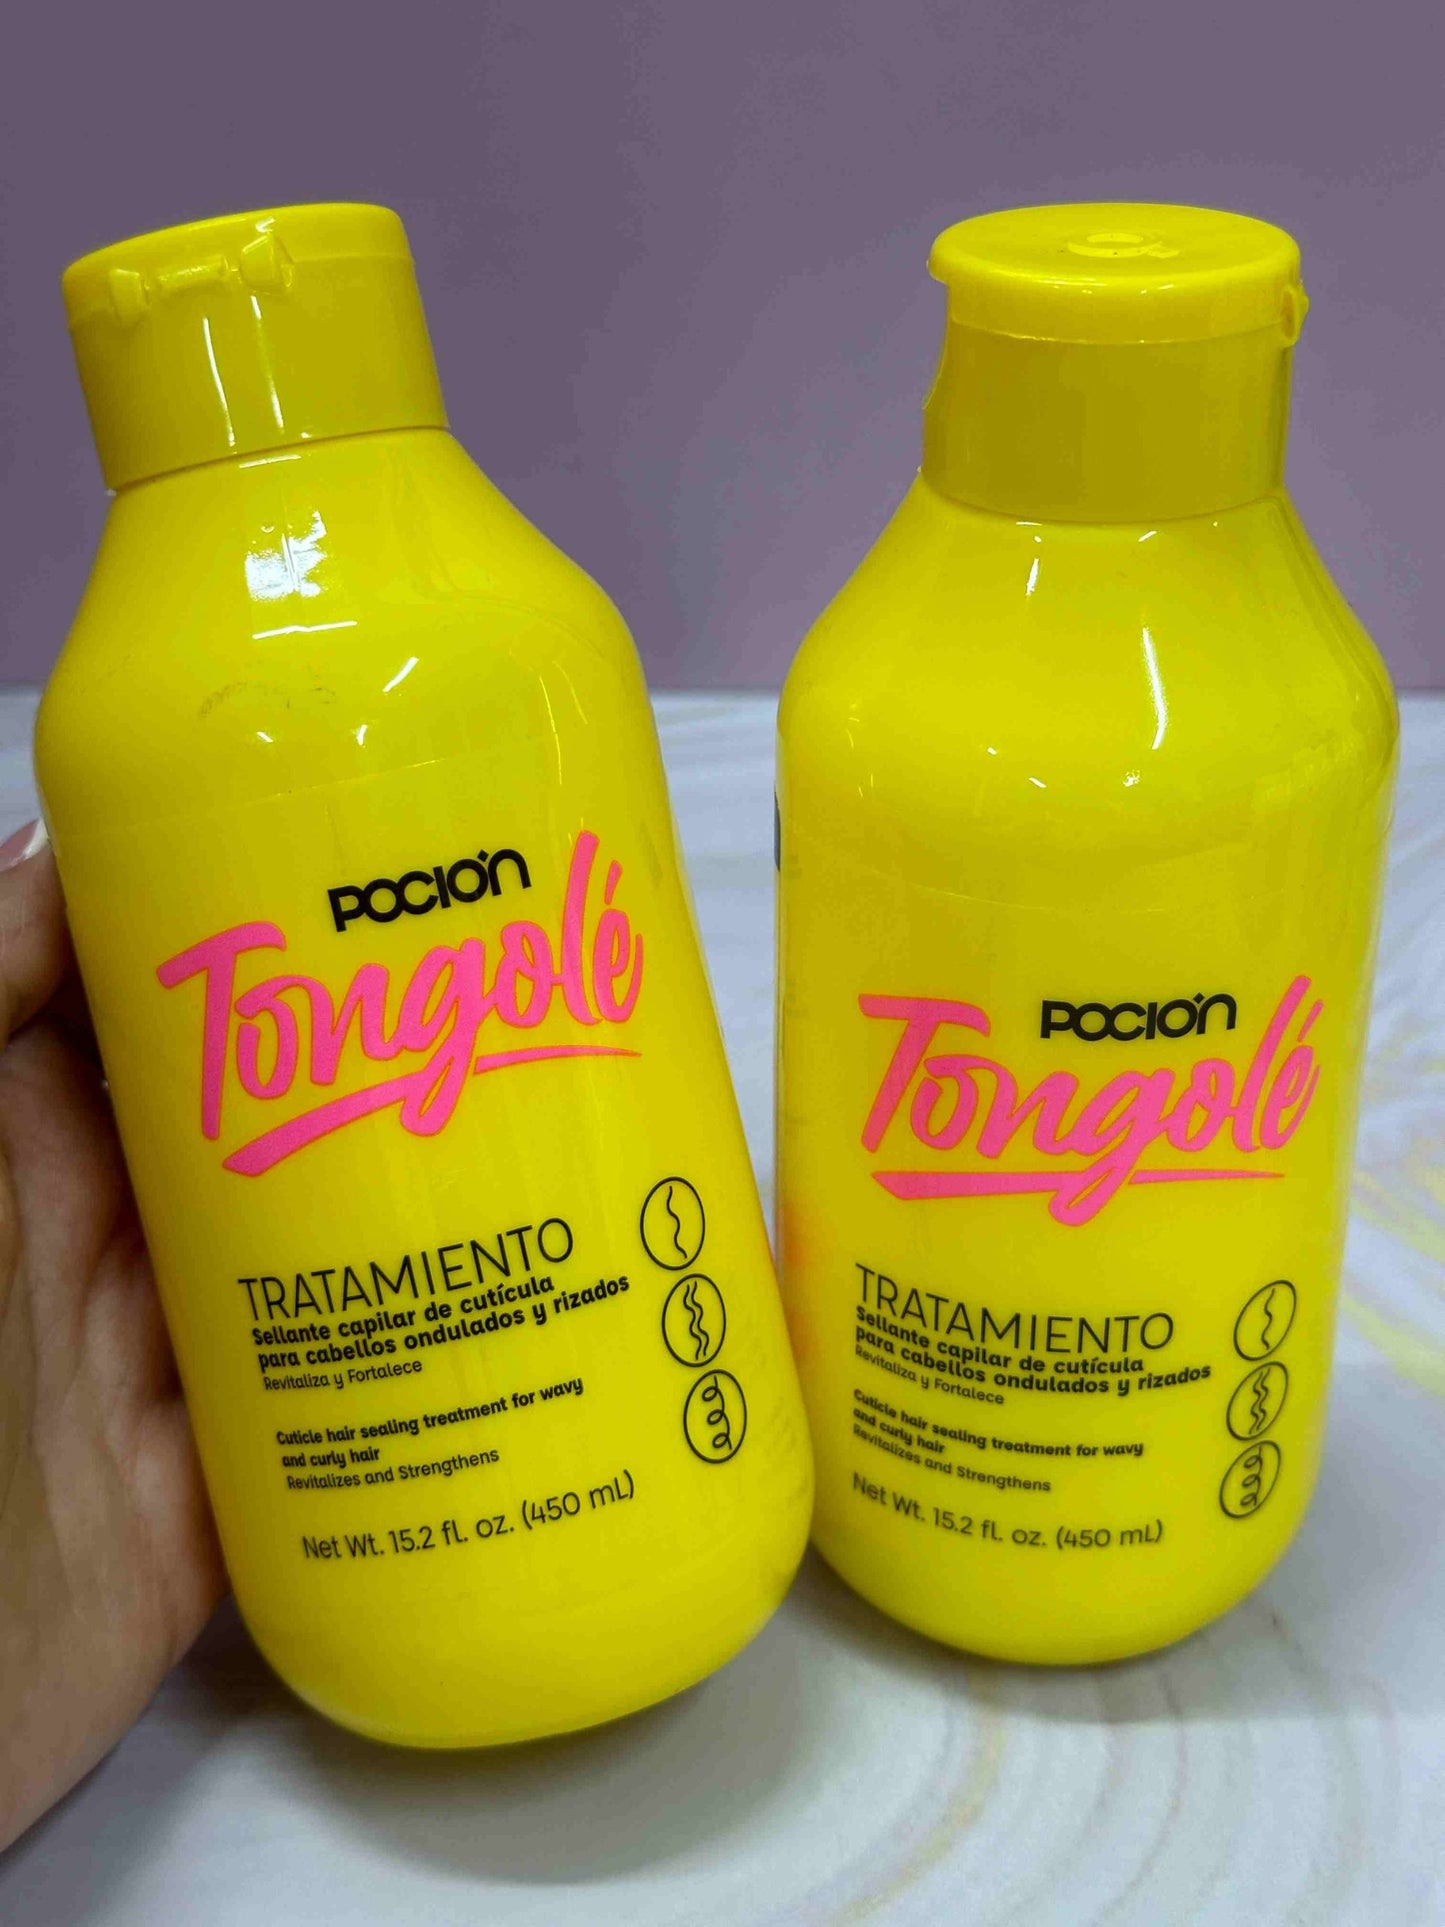 POCIÓN
Tongolé
TRATAMIENTO
Sellante capilar de cutícula
para cabellos ondulados y rizados
Revitaliza y Fortalece
Cuticle hair sealing treatment for wavy
and curly hair
Revitalizes and Strengthens
Net Wt. 15.2 fl. oz. (450 mL)
POCIÓN
Tongolé
TRATAMIENTO
Sellante capilar de cutícula
para cabellos ondulados y rizados
Revitaliza y Fortalece
Cuticle hair sealing treatment for wavy
and curly hair
Revitalizes and Strengthens
Net Wt. 15.2 fl. oz. (450 mL)